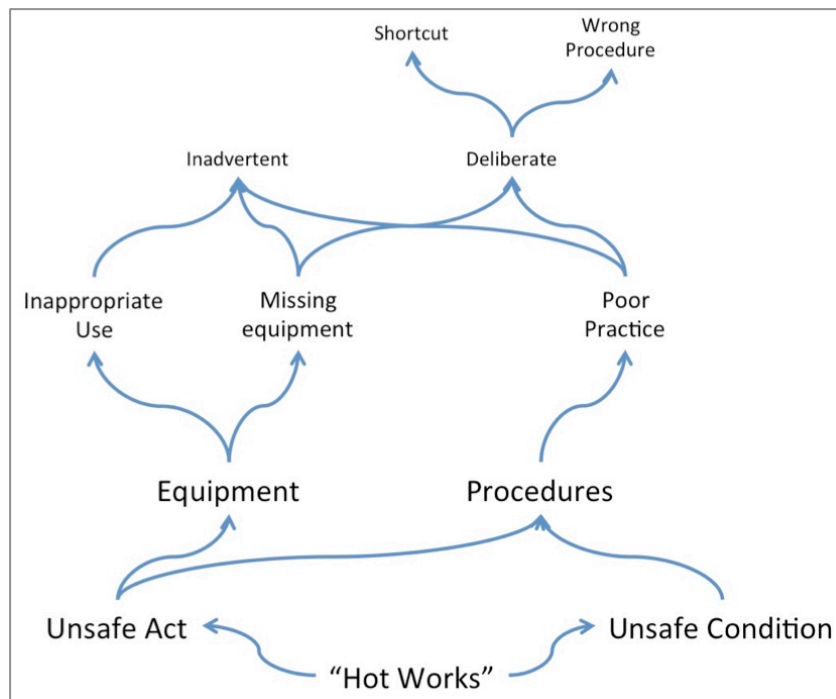 Shortcut
Wrong
Procedure
Inadvertent
Deliberate
Inappropriate
Use
Missing
equipment
Poor
Practice
Equipment
Procedures
Unsafe Act
Unsafe Condition
“Hot Works”